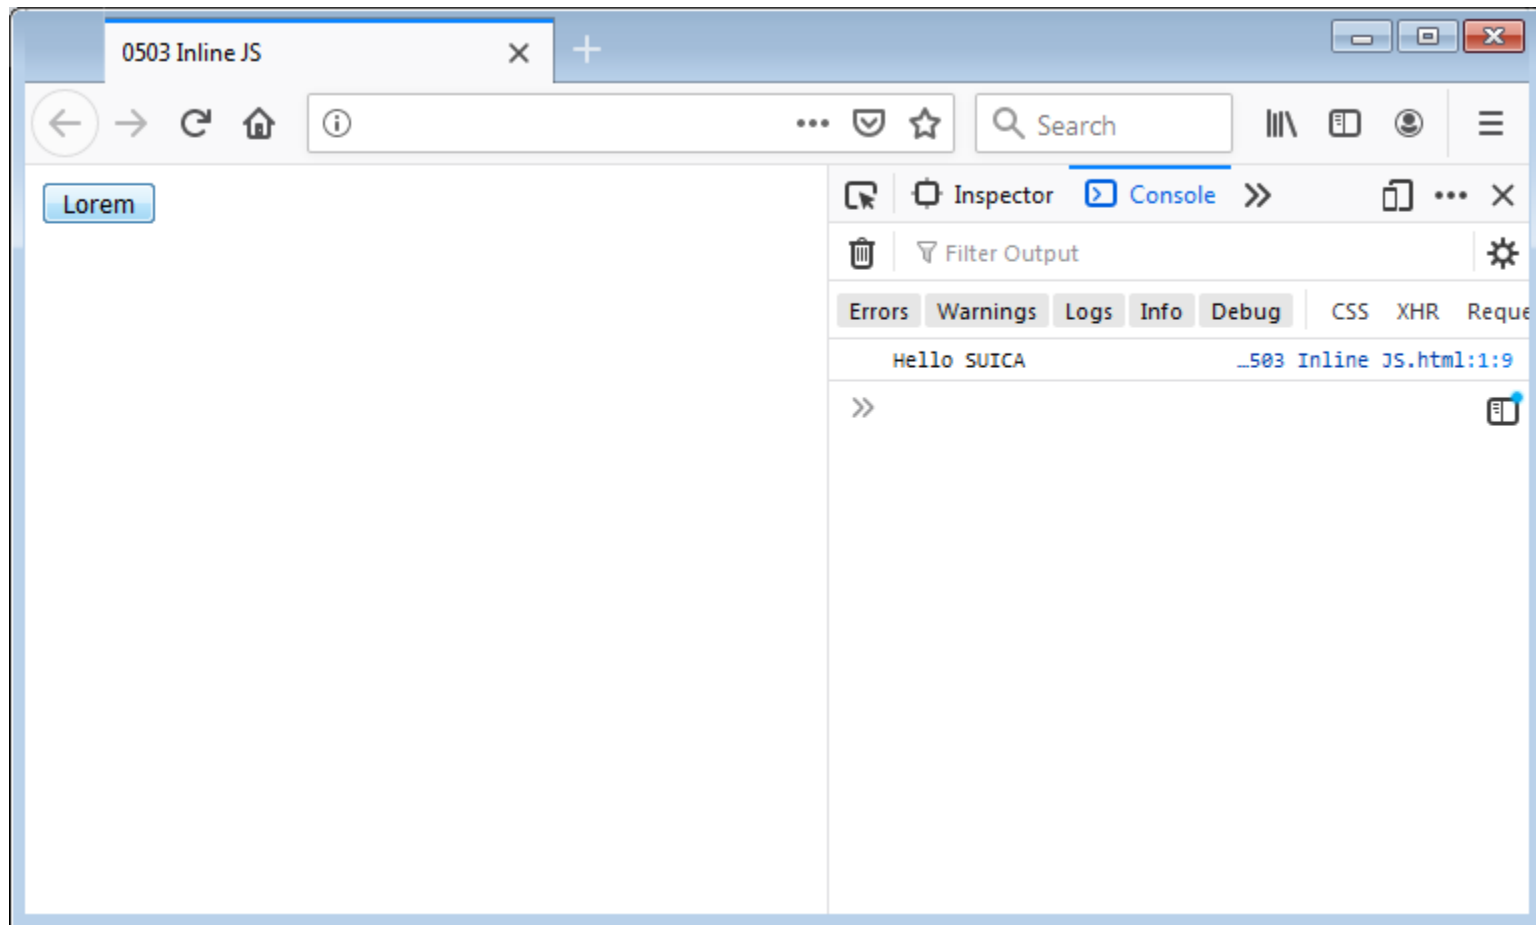 0503 Inline JS
Search
Lorem
Inspector Console
Filter Output
Errors Warnings Logs Info Debug CSS XHR Reque
Hello SUICA …503 Inline JS.html:1:9